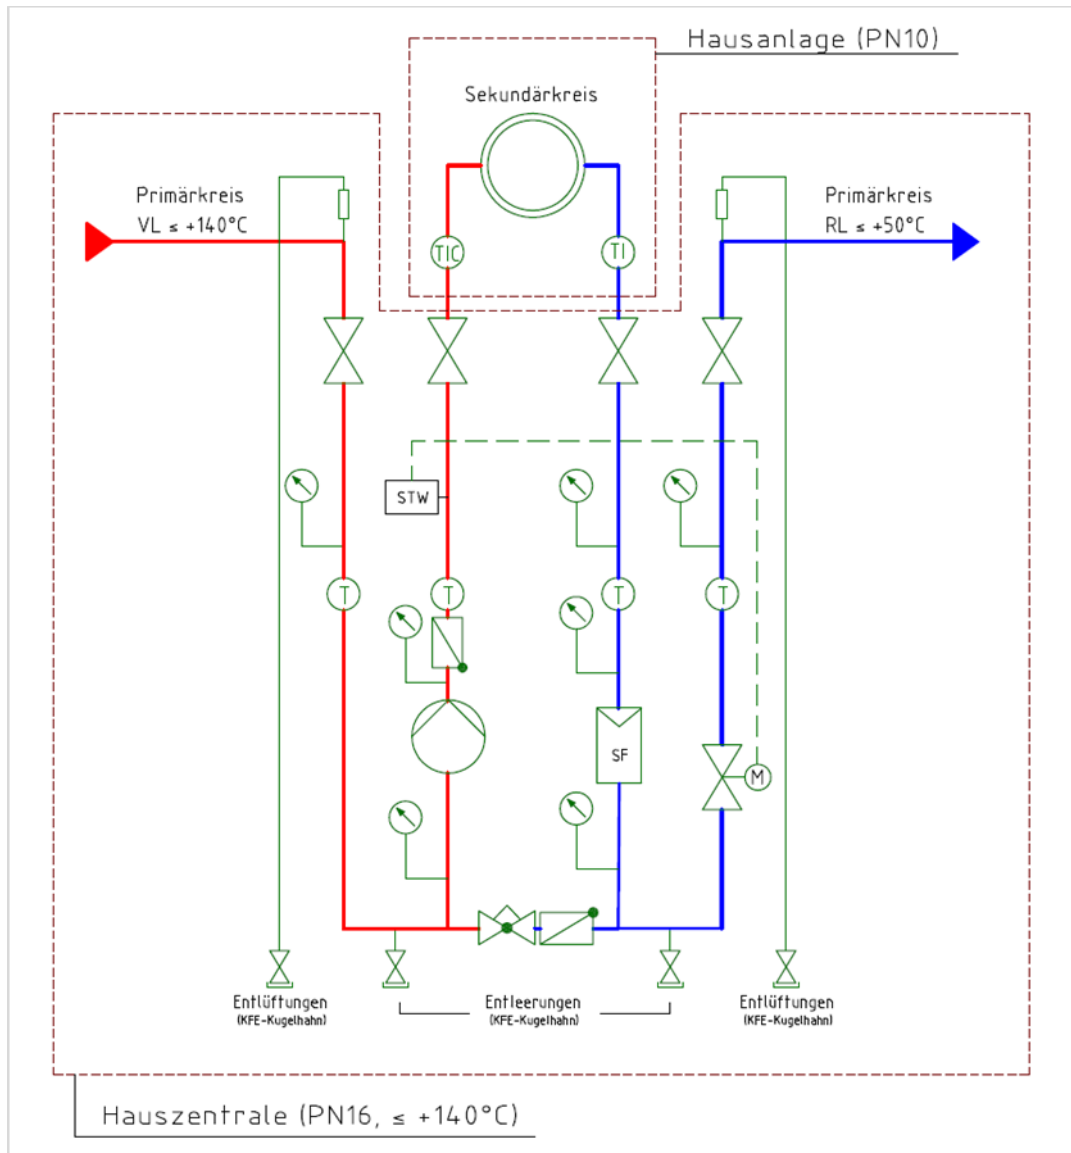 Hausanlage (PN10)
Sekundärkreis
Primärkreis
VL ≤ +140°C
Primärkreis
RL ≤ +50°C
TIC
TI
STW
T
T
T
T
SF
M
Entlüftungen
(KFE-Kugelhahn)
Entleerungen
(KFE-Kugelhahn)
Entlüftungen
(KFE-Kugelhahn)
Hauszentrale (PN16, ≤ +140°C)